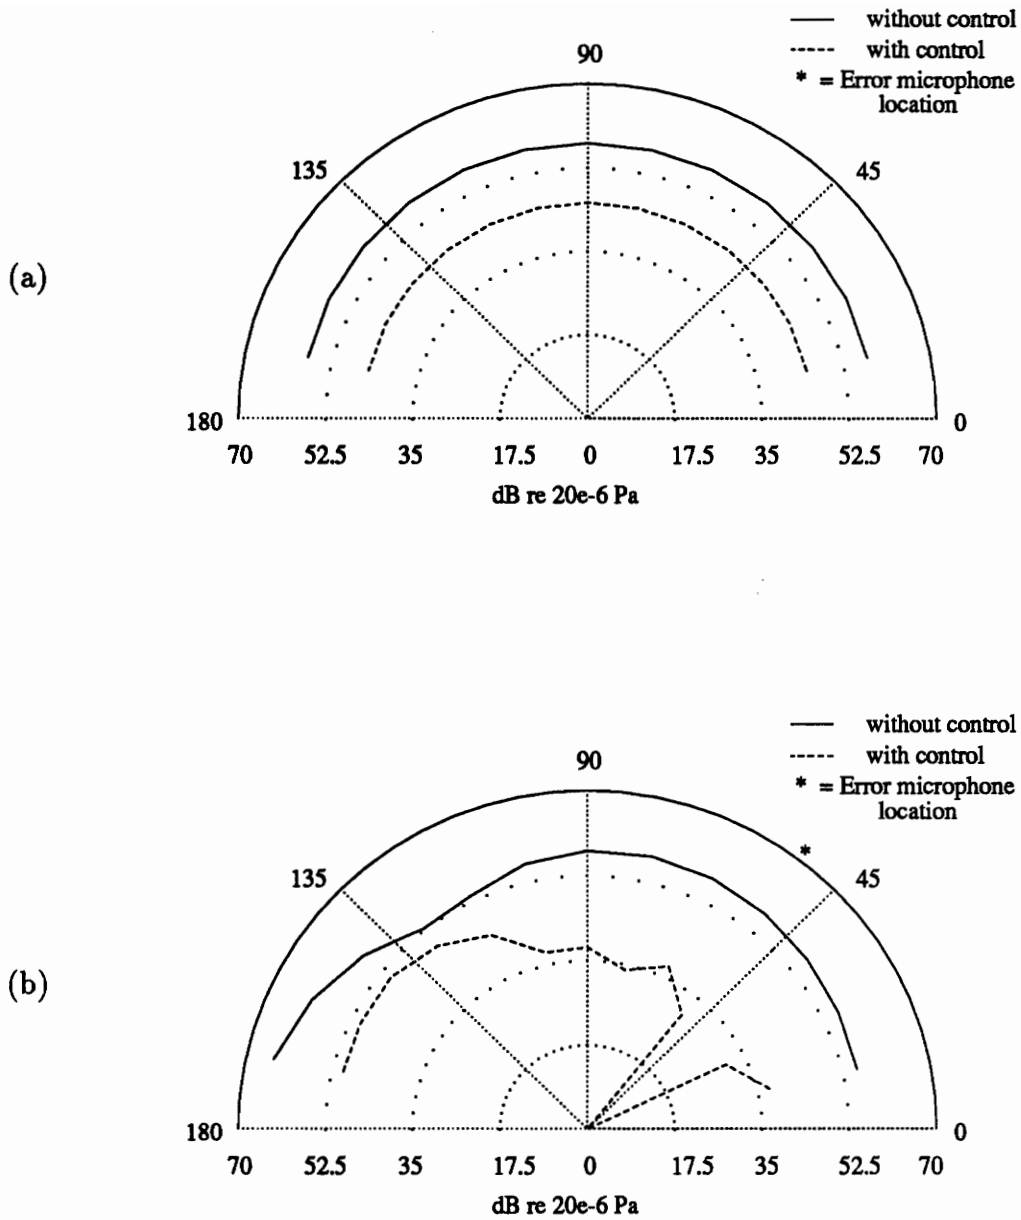 without control
with control
* = Error microphone
location
90
135
45
(a)
180
0
70 52.5 35 17.5 0 17.5 35 52.5 70
dB re 20e-6 Pa
without control
with control
* = Error microphone
location
90
*
135
45
(b)
180
0
70 52.5 35 17.5 0 17.5 35 52.5 70
dB re 20e-6 Pa